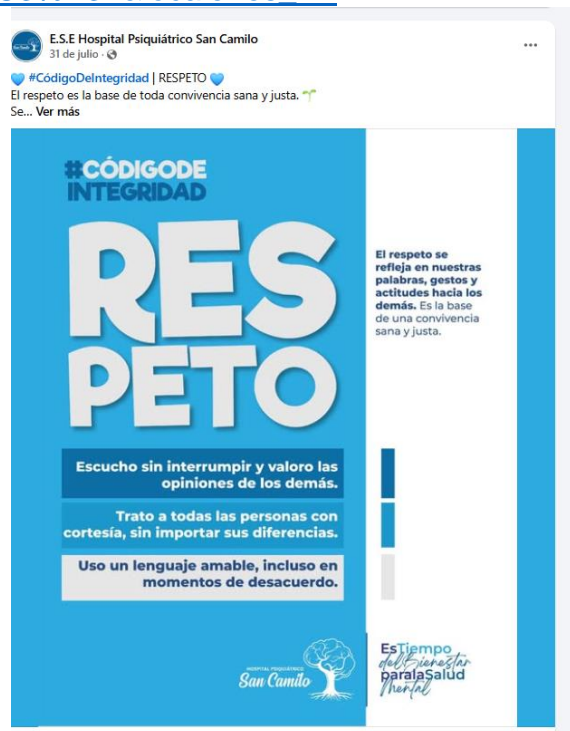 E.S.E Hospital Psiquiátrico San Camilo
31 de julio ·
#CódigoDeIntegridad | RESPETO
El respeto es la base de toda convivencia sana y justa.
Se... Ver más
#CÓDIGODE
INTEGRIDAD
RES
PETO
El respeto se
refleja en nuestras
palabras, gestos y
actitudes hacia los
demás. Es la base
de una convivencia
sana y justa.
Escucho sin interrumpir y valoro las
opiniones de los demás.
Trato a todas las personas con
cortesía, sin importar sus diferencias.
Uso un lenguaje amable, incluso en
momentos de desacuerdo.
HOSPITAL PSIQUIÁTRICO
San Camilo
EsTiempo
delBienestar
paralaSalud
Mental